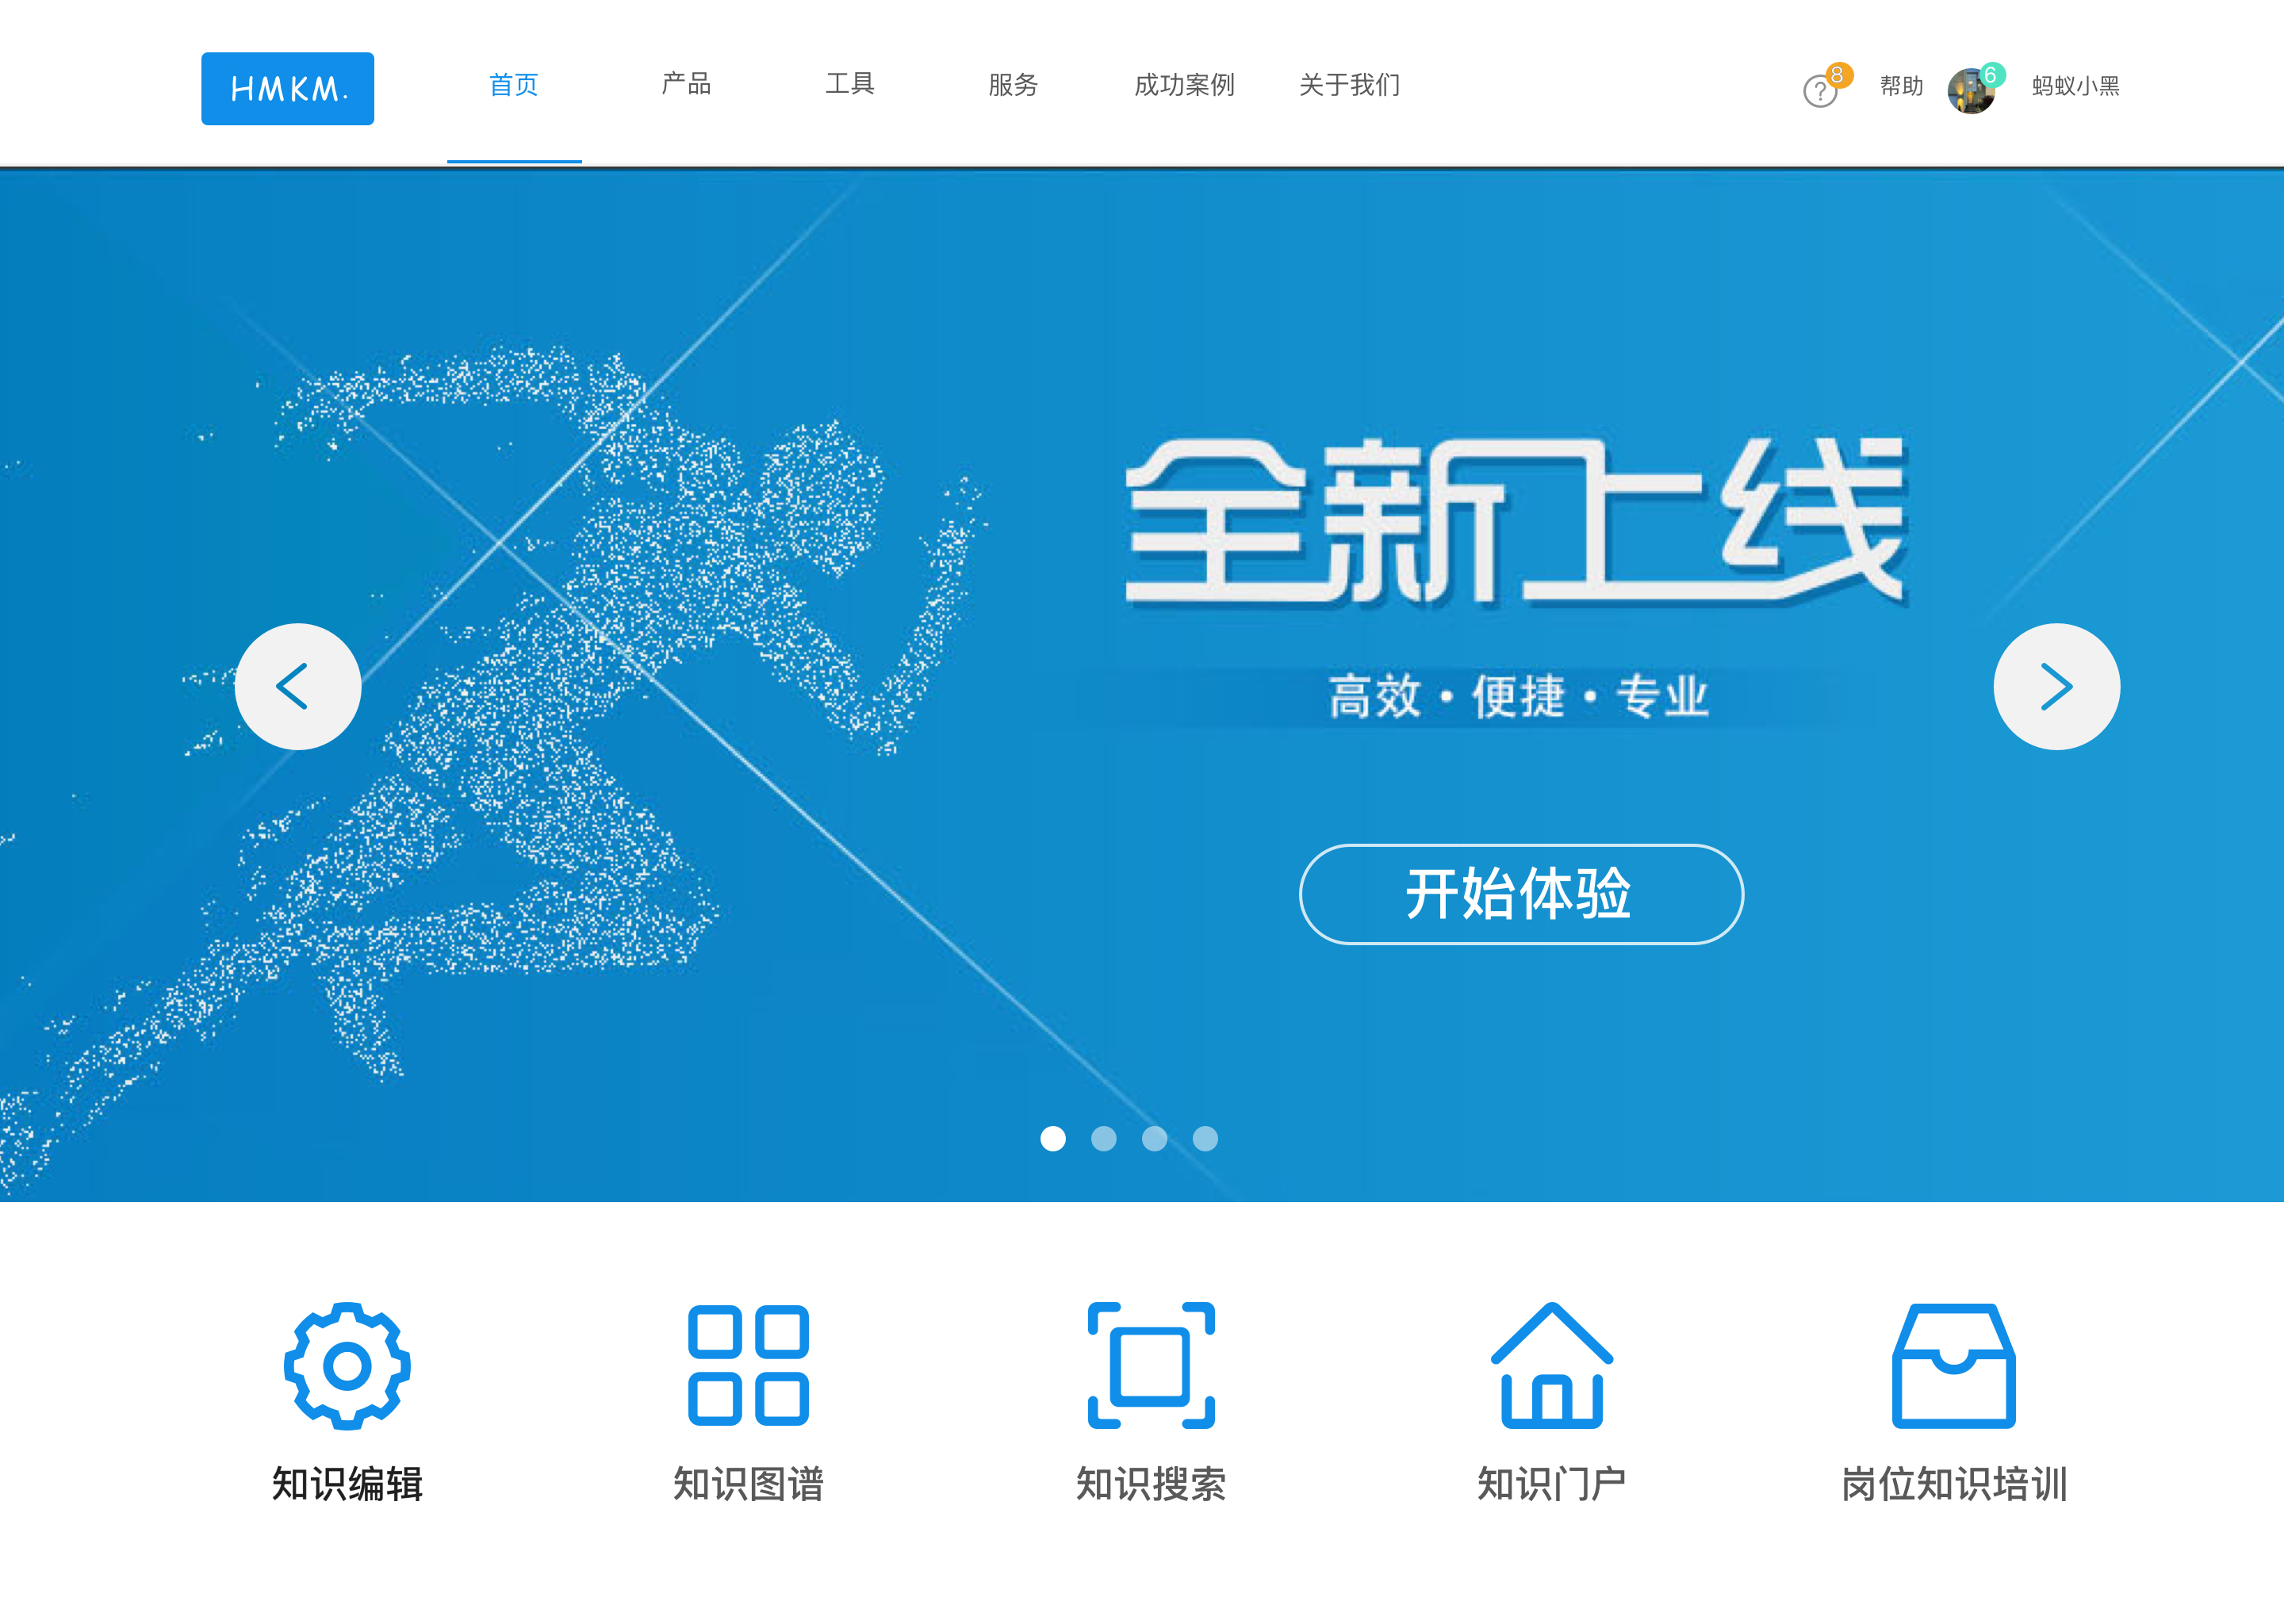 HMKM.
首页
产品
工具
服务
成功案例
关于我们
8
帮助
6
蚂蚁小黑
全新上线
高效・便捷・专业
开始体验
知识编辑
知识图谱
知识搜索
知识门户
岗位知识培训